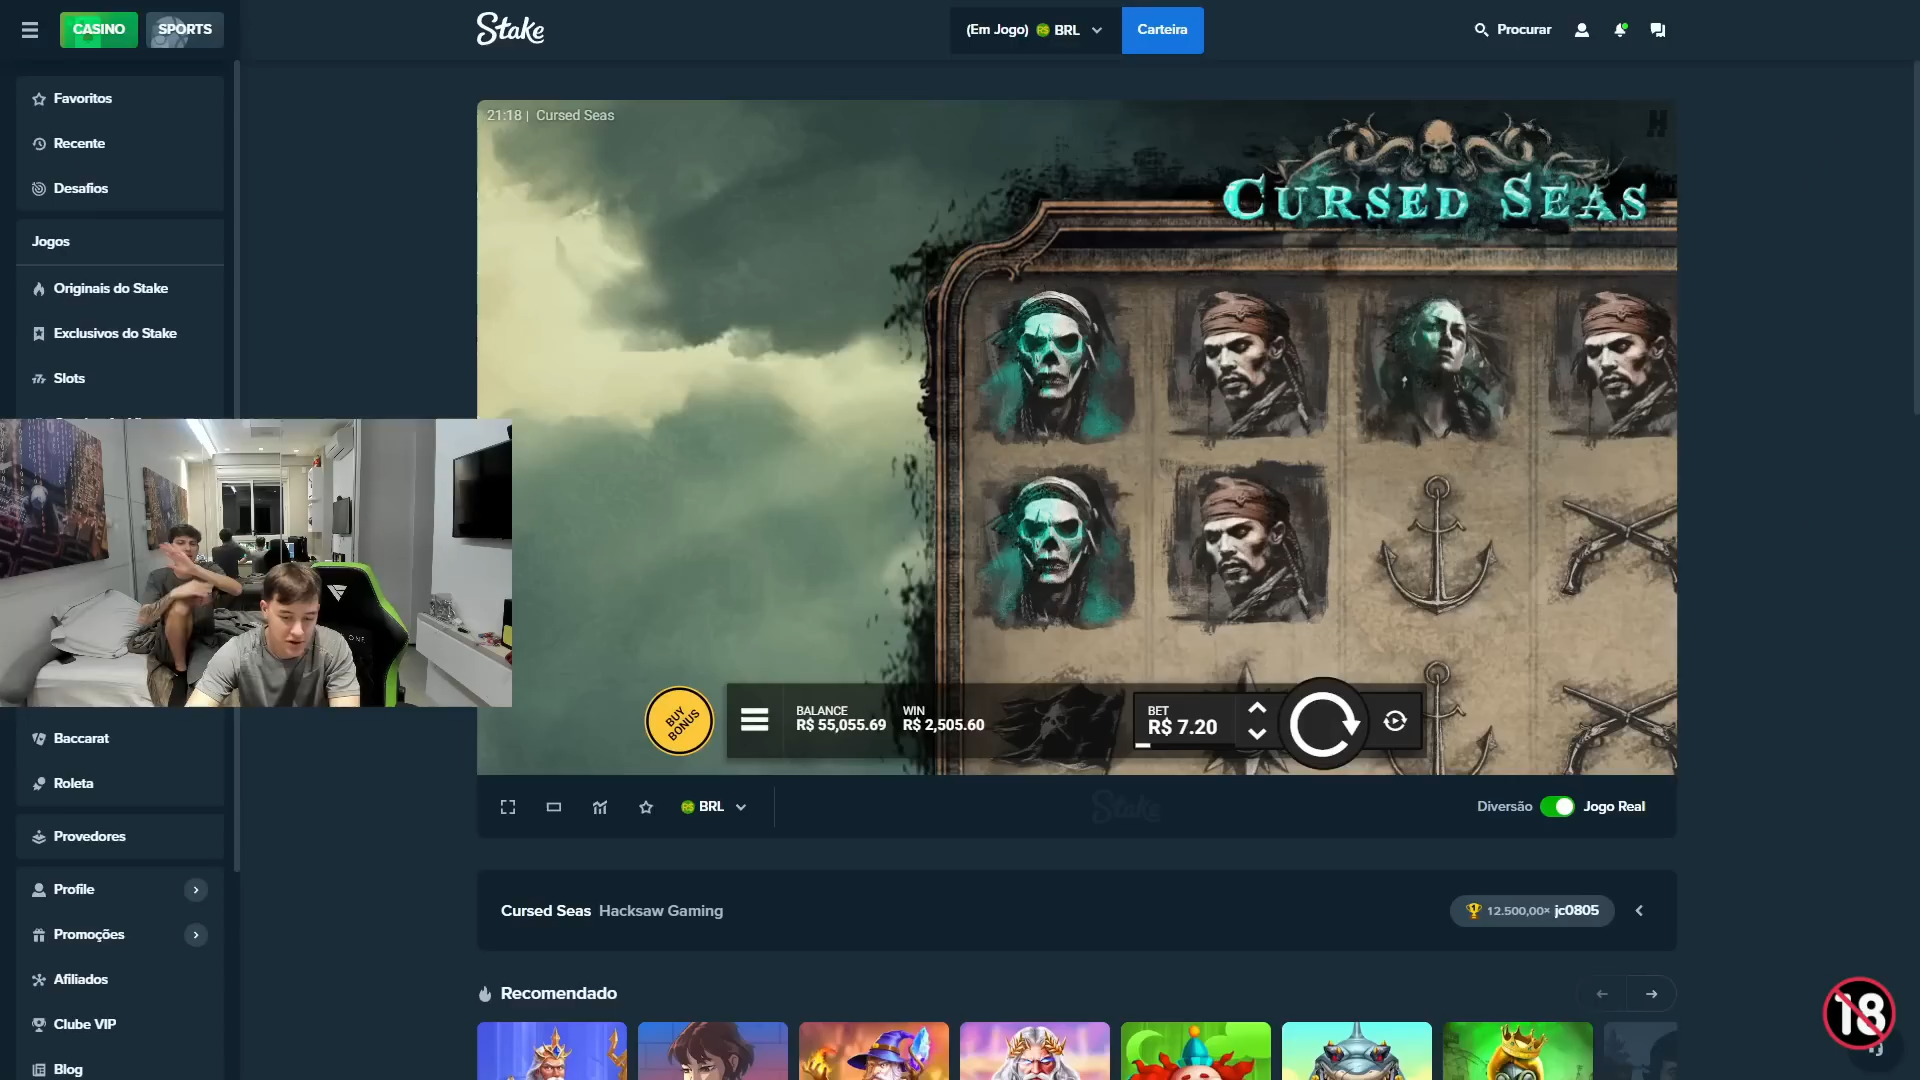 CASINO
SPORTS
Stake
(Em Jogo) BRL
Carteira
Procurar
Favoritos
Recente
Desafios
Jogos
Originais do Stake
Exclusivos do Stake
Slots
Baccarat
Roleta
Provedores
Profile
Promoções
Afiliados
Clube VIP
Blog
21:18 | Cursed Seas
CURSED SEAS
BUY
BONUS
BALANCE
R$ 55,055.69
WIN
R$ 2,505.60
BET
R$ 7.20
BRL
Stake
Diversão
Jogo Real
Cursed Seas Hacksaw Gaming
12.500,00× jc0805
Recomendado
18